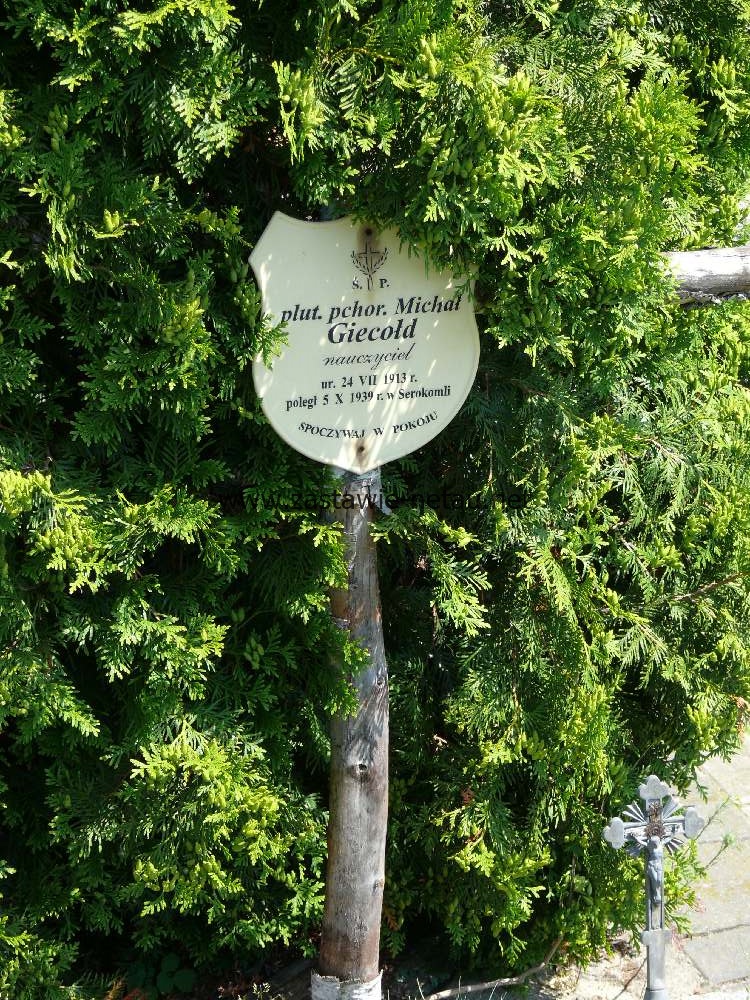 Ś. P.
plut. pchor. Michał
Giecołd
nauczyciel
ur. 24 VII 1913 r.
poległ 5 X 1939 r. w Serokomli
SPOCZYWAJ W POKOJU